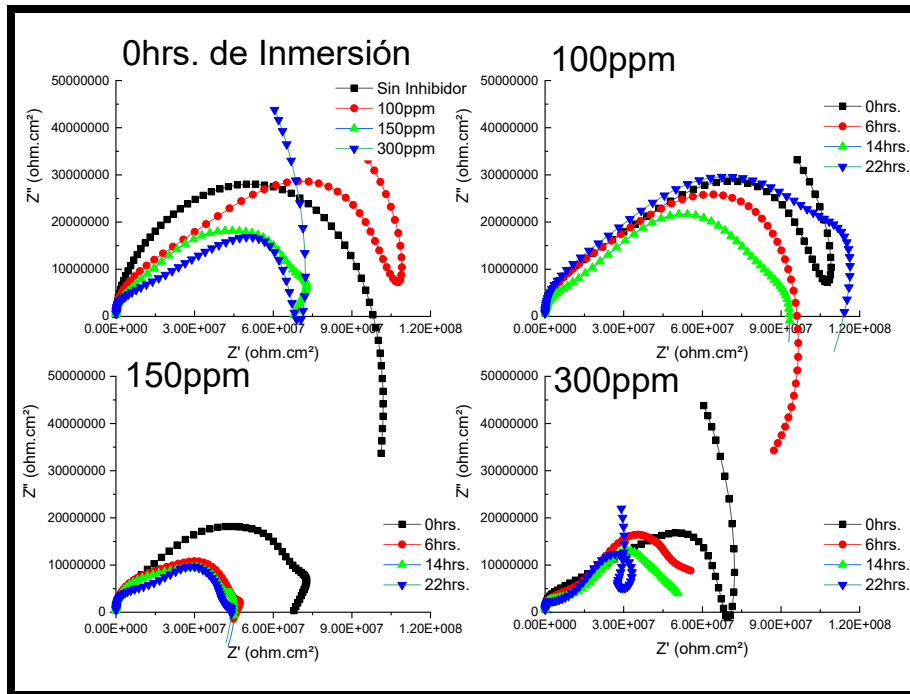 0hrs. de Inmersión
50000000
40000000
30000000
20000000
10000000
0
Z'' (ohm.cm²)
Sin Inhibidor
100ppm
150ppm
300ppm
0.00E+000 3.00E+007 6.00E+007 9.00E+007 1.20E+008
Z' (ohm.cm²)
100ppm
50000000
40000000
30000000
20000000
10000000
0
Z'' (ohm.cm²)
0hrs.
6hrs.
14hrs.
22hrs.
0.00E+000 3.00E+007 6.00E+007 9.00E+007 1.20E+008
Z' (ohm.cm²)
150ppm
50000000
40000000
30000000
20000000
10000000
0
Z'' (ohm.cm²)
0hrs.
6hrs.
14hrs.
22hrs.
0.00E+000 3.00E+007 6.00E+007 9.00E+007 1.20E+008
Z' (ohm.cm²)
300ppm
50000000
40000000
30000000
20000000
10000000
0
Z'' (ohm.cm²)
0hrs.
6hrs.
14hrs.
22hrs.
0.00E+000 3.00E+007 6.00E+007 9.00E+007 1.20E+008
Z' (ohm.cm²)